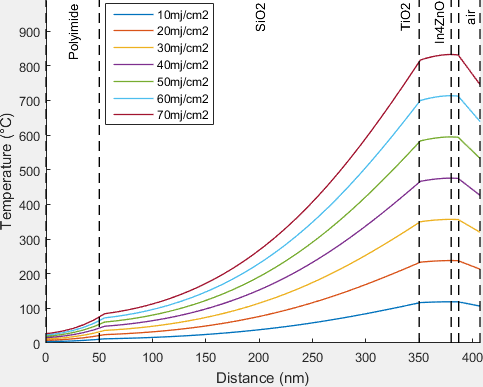 Polyimide
SiO2
TiO2
In4ZnO
air
10mj/cm2
20mj/cm2
30mj/cm2
40mj/cm2
50mj/cm2
60mj/cm2
70mj/cm2
Temperature (°C)
900
800
700
600
500
400
300
200
100
0
0 50 100 150 200 250 300 350 400
Distance (nm)